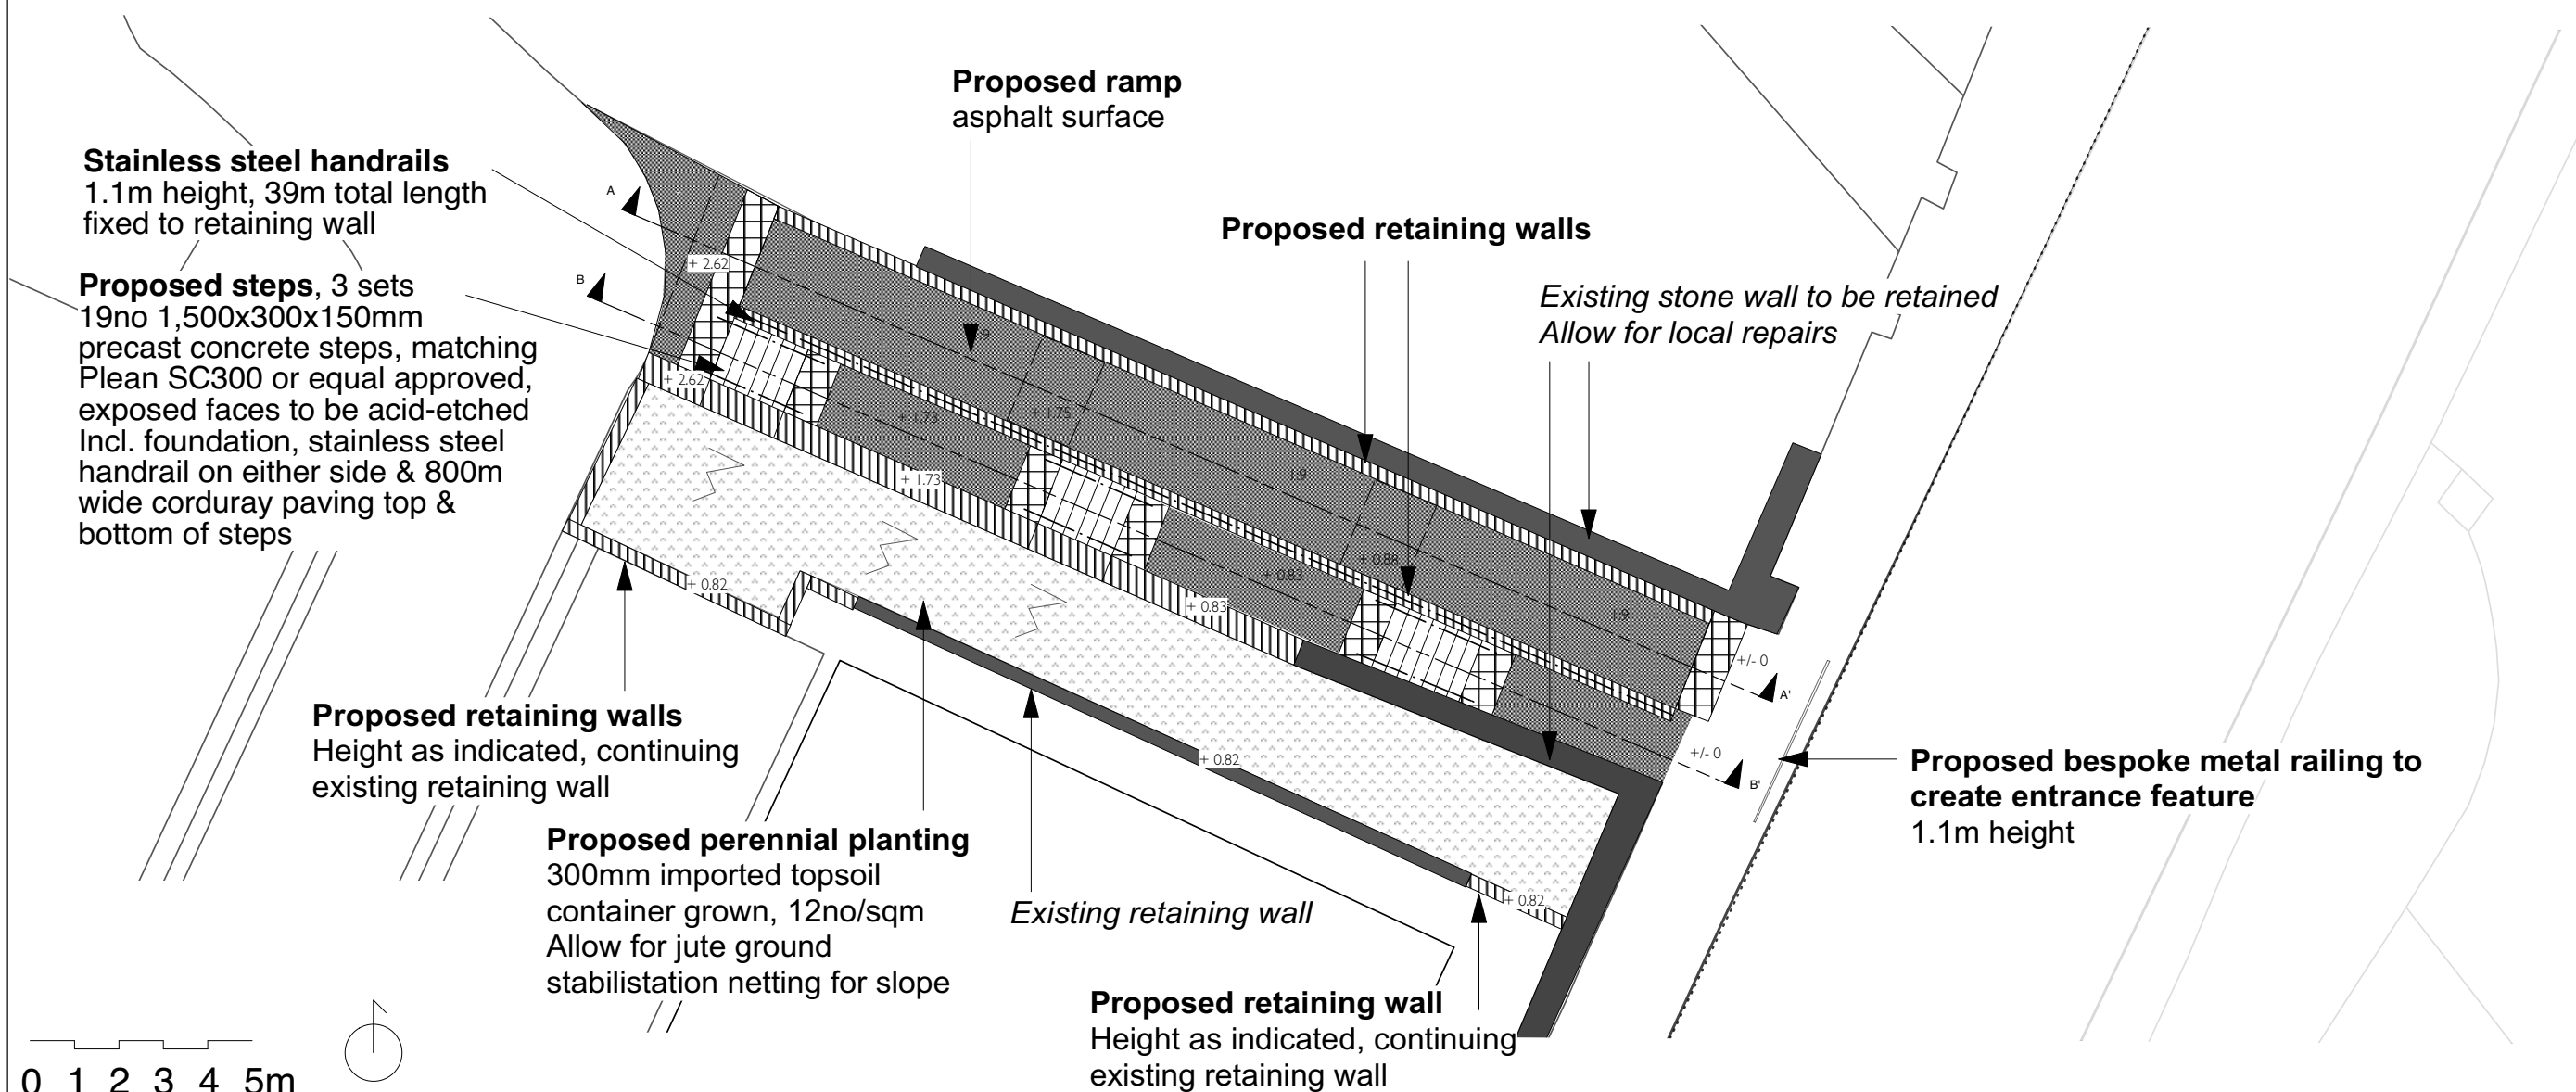 Proposed ramp
asphalt surface
Stainless steel handrails
1.1m height, 39m total length
fixed to retaining wall
Proposed steps, 3 sets
19no 1,500x300x150mm
precast concrete steps, matching
Plean SC300 or equal approved,
exposed faces to be acid-etched
Incl. foundation, stainless steel
handrail on either side & 800m
wide corduray paving top &
bottom of steps
Proposed retaining walls
Existing stone wall to be retained
Allow for local repairs
A
B
+ 2.62
+ 2.62
+ 1.73
+ 1.75
+ 1.73
1:9
+ 0.88
+ 0.83
+ 0.83
1:9
+ 0.82
+/- 0
A'
+/- 0
B'
+ 0.82
+ 0.82
Proposed retaining walls
Height as indicated, continuing
existing retaining wall
Proposed perennial planting
300mm imported topsoil
container grown, 12no/sqm
Allow for jute ground
stabilistation netting for slope
Existing retaining wall
Proposed retaining wall
Height as indicated, continuing
existing retaining wall
Proposed bespoke metal railing to
create entrance feature
1.1m height
0 1 2 3 4 5m